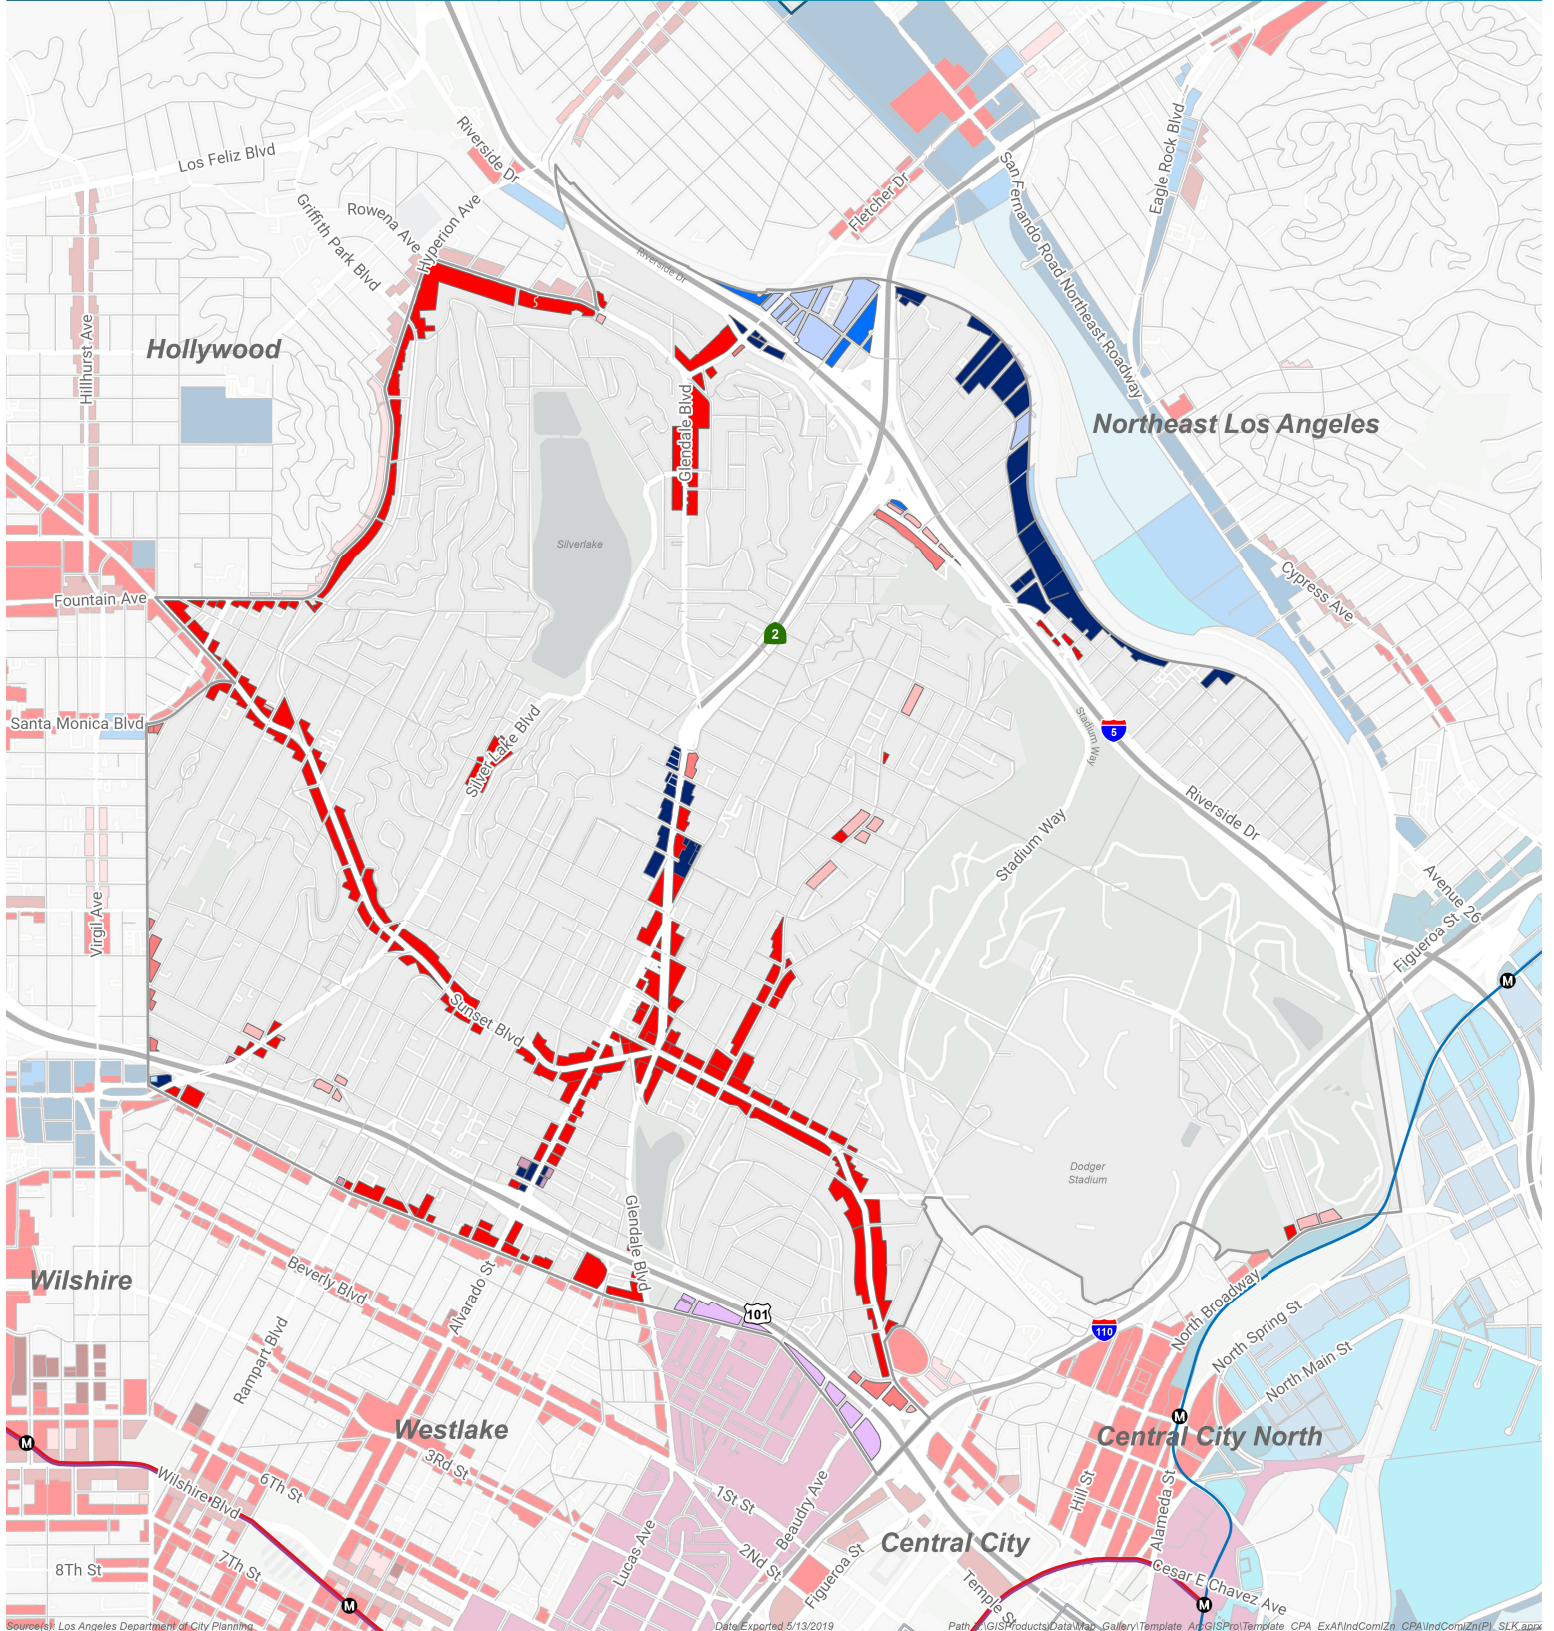 Los Feliz Blvd
Riverside Dr
Rowena Ave
Hyperion Ave
Griffith Park Blvd
Riverside Dr
Fletcher Dr
San Fernando Road Northeast Roadway
Eagle Rock Blvd
Hollywood
Hillhurst Ave
Glendale Blvd
Northeast Los Angeles
Silverlake
Fountain Ave
Cypress Ave
2
Santa Monica Blvd
Silver Lake Blvd
Stadium Way
5
Riverside Dr
Stadium Way
Virgil Ave
Avenue 26
Figueroa St
M
Sunset Blvd
Dodger
Stadium
Wilshire
Beverly Blvd
Alvarado St
Glendale Blvd
101
110
North Broadway
North Spring St
North Main St
Rampart Blvd
Westlake
3Rd St
M
Central City North
M
Wilshire Blvd
6Th St
1St St
Beaudry Ave
Hill St
Alameda St
8Th St
7Th St
Lucas Ave
2Nd St
Figueroa St
Central City
Temple St
Cesar E Chavez Ave
M
M
Source(s): Los Angeles Department of City Planning
Date Exported 5/13/2019